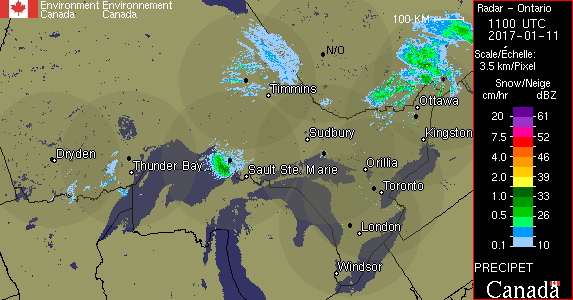 Environment Environnement
Canada Canada
100 KM
Radar - Ontario
1100 UTC
2017-01-11
Scale/Échelle:
3.5 km/Pixel
Snow/Neige
cm/hr dBZ
20 61
7.5 52
4.0 46
2.0 39
1.0 33
0.5 26
0.1 10
PRECIPET
Canada
N/O
Timmins
Ottawa
Sudbury
Kingston
Dryden
Thunder Bay
Sault Ste. Marie
Orillia
Toronto
London
Windsor